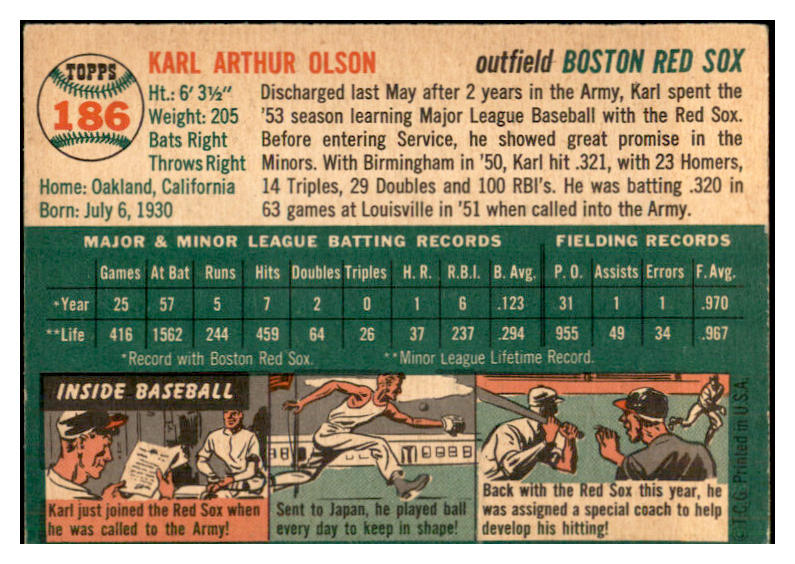 TOPPS
186
KARL ARTHUR OLSON
outfield BOSTON RED SOX
Ht.: 6' 3½"
Weight: 205
Bats Right
Throws Right
Home: Oakland, California
Born: July 6, 1930
Discharged last May after 2 years in the Army, Karl spent the
'53 season learning Major League Baseball with the Red Sox.
Before entering Service, he showed great promise in the
Minors. With Birmingham in '50, Karl hit .321, with 23 Homers,
14 Triples, 29 Doubles and 100 RBI's. He was batting .320 in
63 games at Louisville in '51 when called into the Army.
MAJOR & MINOR LEAGUE BATTING RECORDS FIELDING RECORDS
Games At Bat Runs Hits Doubles Triples H. R. R.B.I. B. Avg. P. O. Assists Errors F. Avg.
*Year 25 57 5 7 2 0 1 6 .123 31 1 1 .970
**Life 416 1562 244 459 64 26 37 237 .294 955 49 34 .967
*Record with Boston Red Sox. **Minor League Lifetime Record.
INSIDE BASEBALL
Karl just joined the Red Sox when
he was called to the Army!
Sent to Japan, he played ball
every day to keep in shape!
Back with the Red Sox this year, he
was assigned a special coach to help
develop his hitting!
© T.C.G. Printed in U.S.A.